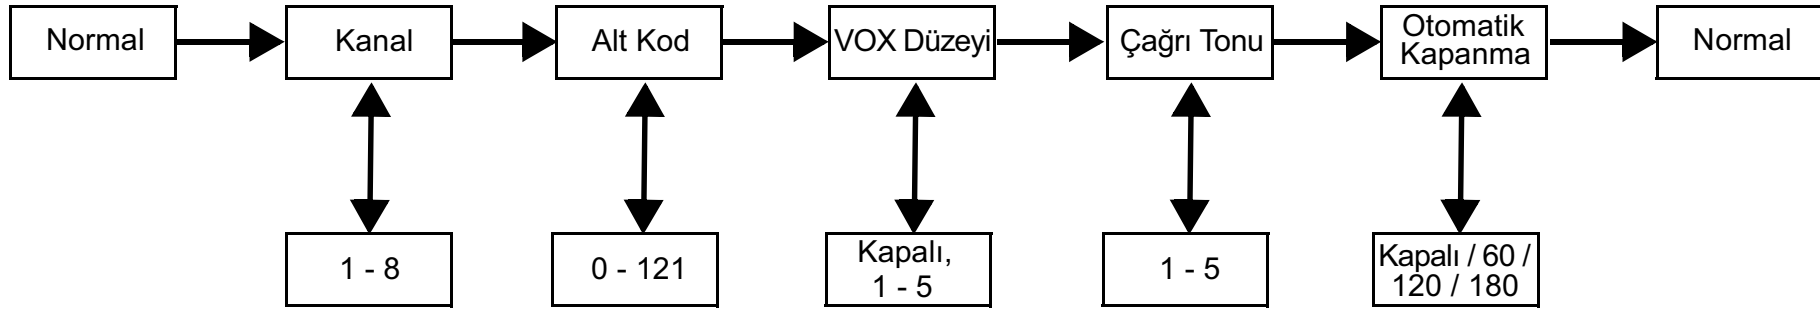 Normal
Kanal
Alt Kod
VOX Düzeyi
Çağrı Tonu
Otomatik
Kapanma
Normal
1 - 8
0 - 121
Kapalı,
1 - 5
1 - 5
Kapalı / 60 /
120 / 180